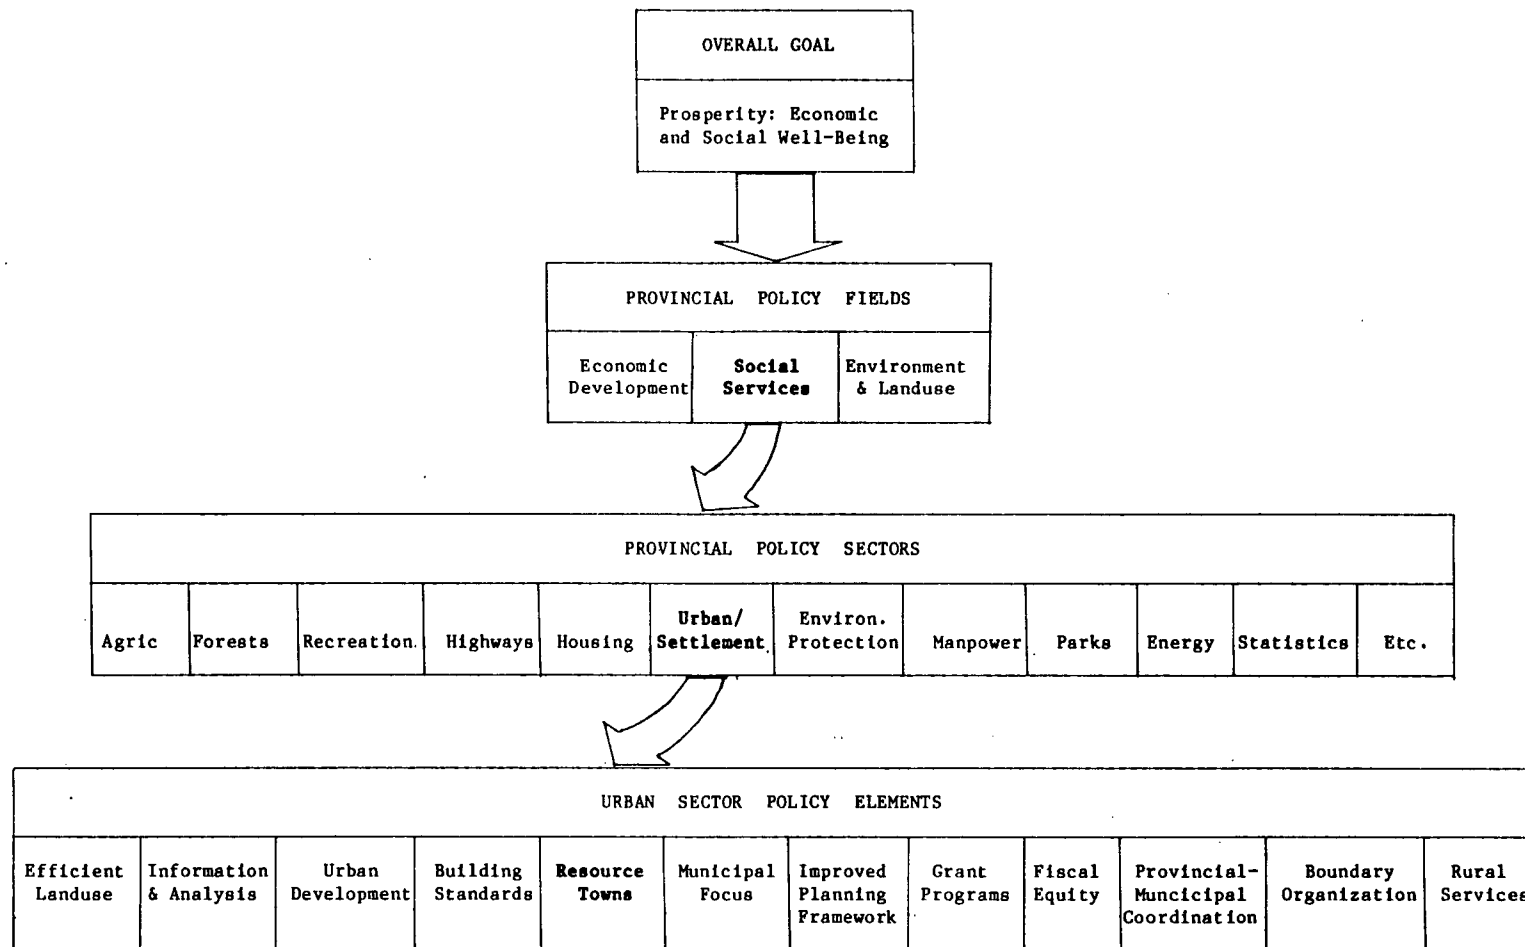 OVERALL GOAL
Prosperity: Economic
and Social Well-Being
PROVINCIAL POLICY FIELDS
Economic
Development
Social
Services
Environment
& Landuse
PROVINCIAL POLICY SECTORS
Agric
Forests
Recreation
Highways
Housing
Urban/
Settlement
Environ.
Protection
Manpower
Parks
Energy
Statistics
Etc.
URBAN SECTOR POLICY ELEMENTS
Efficient
Landuse
Information
& Analysis
Urban
Development
Building
Standards
Resource
Towns
Municipal
Focus
Improved
Planning
Framework
Grant
Programs
Fiscal
Equity
Provincial-
Muncicipal
Coordination
Boundary
Organization
Rural
Services